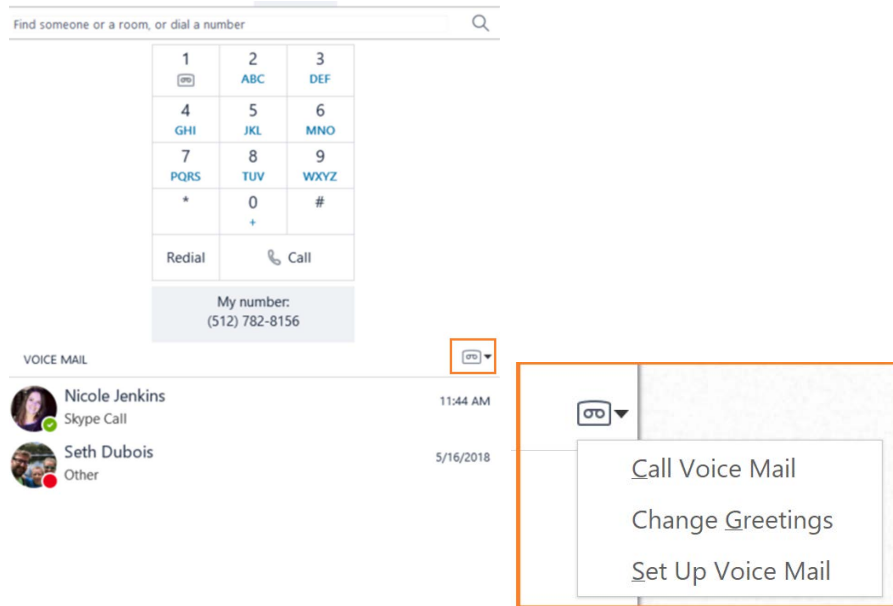 Find someone or a room, or dial a number
1 2 3
ABC DEF
4 5 6
GHI JKL MNO
7 8 9
PQRS TUV WXYZ
* 0 #
+
Redial Call
My number:
(512) 782-8156
VOICE MAIL
Nicole Jenkins 11:44 AM
Skype Call
Seth Dubois 5/16/2018
Other
Call Voice Mail
Change Greetings
Set Up Voice Mail